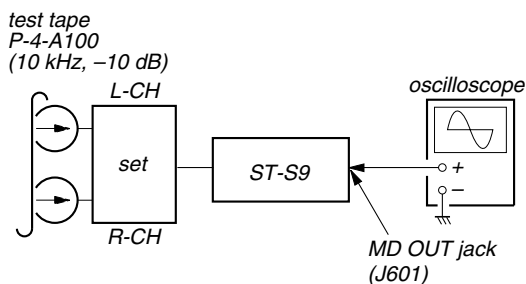 test tape
P-4-A100
(10 kHz, –10 dB)
L-CH
oscilloscope
set
ST-S9
+
–
R-CH
MD OUT jack
(J601)